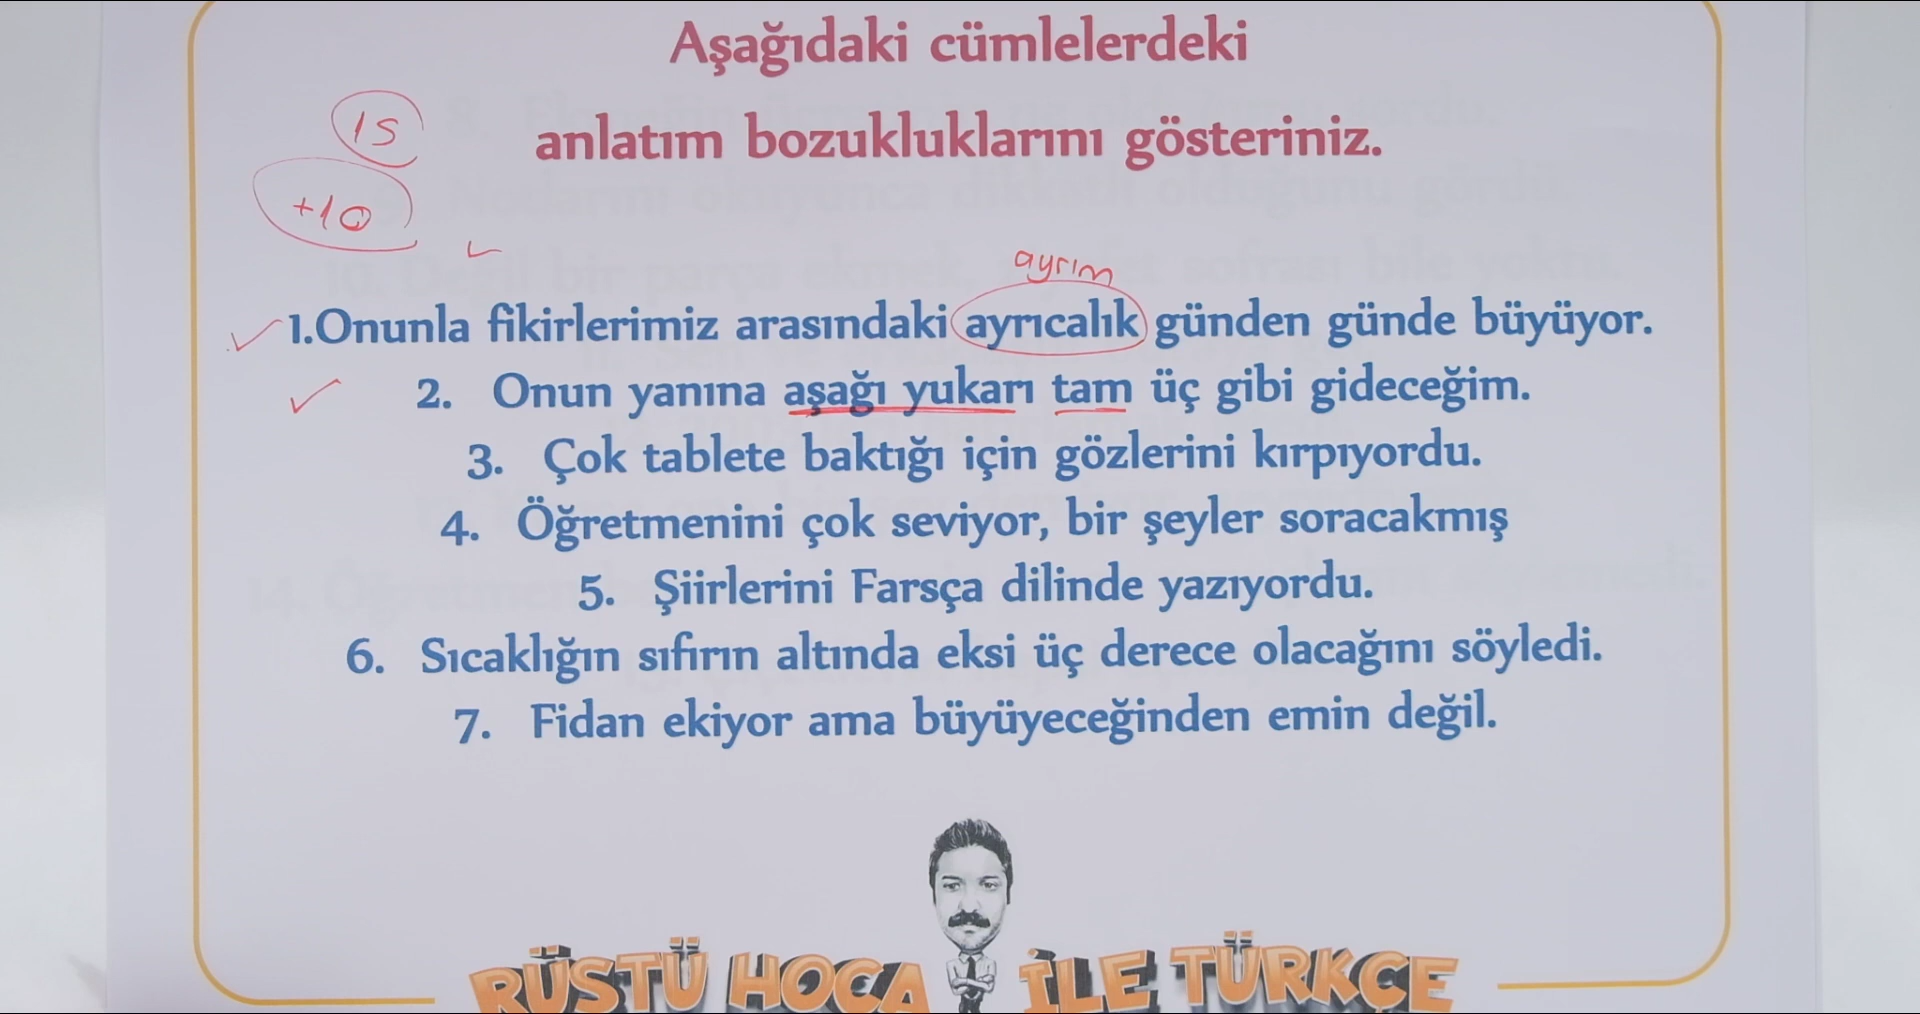 Aşağıdaki cümlelerdeki
anlatım bozukluklarını gösteriniz.
15
+10
ayrım
1.Onunla fikirlerimiz arasındaki ayrıcalık günden günde büyüyor.
2. Onun yanına aşağı yukarı tam üç gibi gideceğim.
3. Çok tablete baktığı için gözlerini kırpıyordu.
4. Öğretmenini çok seviyor, bir şeyler soracakmış
5. Şiirlerini Farsça dilinde yazıyordu.
6. Sıcaklığın sıfırın altında eksi üç derece olacağını söyledi.
7. Fidan ekiyor ama büyüyeceğinden emin değil.
RÜŞTÜ HOCA İLE TÜRKÇE